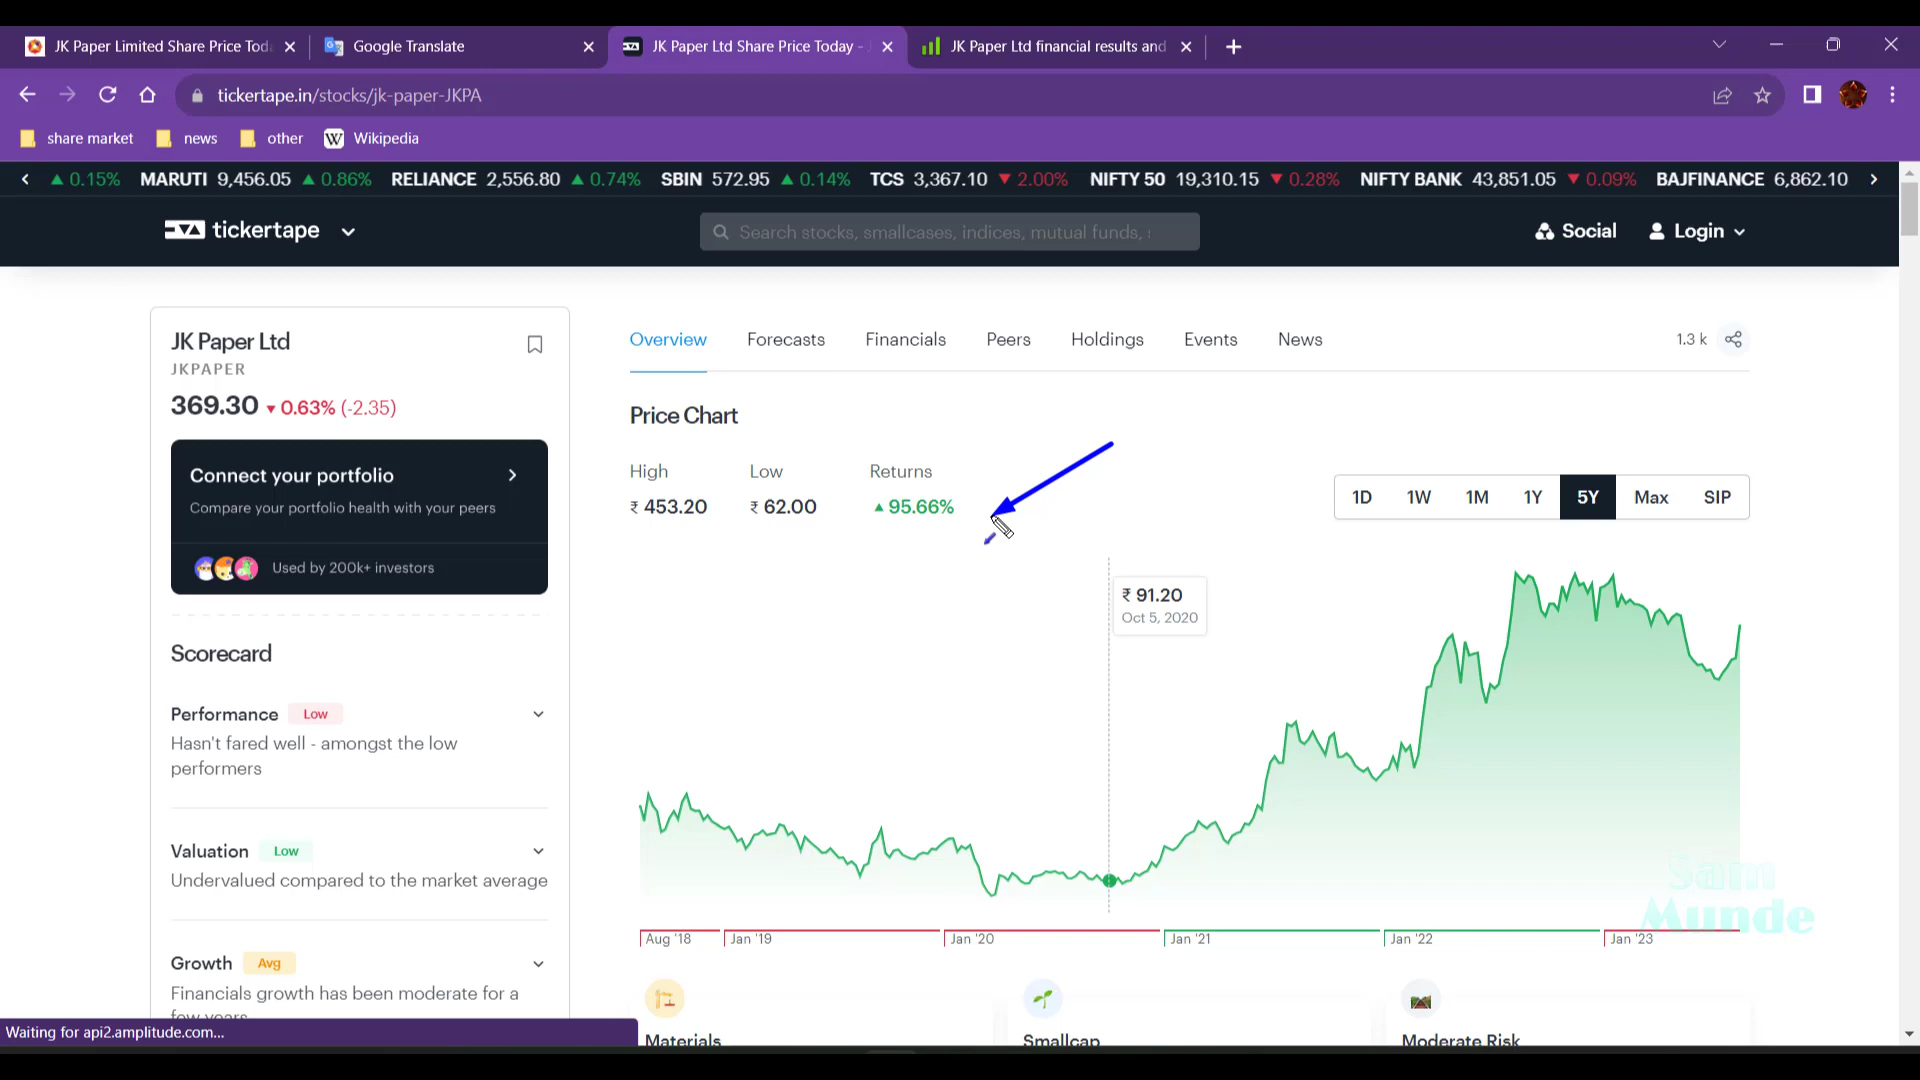 JK Paper Limited Share Price Toda
Google Translate
JK Paper Ltd Share Price Today -
JK Paper Ltd financial results and
tickertape.in/stocks/jk-paper-JKPA
share market
news
other
W Wikipedia
0.15% MARUTI 9,456.05 0.86% RELIANCE 2,556.80 0.74% SBIN 572.95 0.14% TCS 3,367.10 2.00% NIFTY 50 19,310.15 0.28% NIFTY BANK 43,851.05 0.09% BAJFINANCE 6,862.10
tickertape
Search stocks, smallcases, indices, mutual funds, :
Social
Login
JK Paper Ltd
JKPAPER
369.30 0.63% (-2.35)
Connect your portfolio
Compare your portfolio health with your peers
Used by 200k+ investors
Scorecard
Performance Low
Hasn't fared well - amongst the low
performers
Valuation Low
Undervalued compared to the market average
Growth Avg
Financials growth has been moderate for a
few years
Overview Forecasts Financials Peers Holdings Events News
1.3 k
Price Chart
High Low Returns
₹ 453.20 ₹ 62.00 95.66%
1D 1W 1M 1Y 5Y Max SIP
₹ 91.20
Oct 5, 2020
Sam
Munde
Aug '18 Jan '19 Jan '20 Jan '21 Jan '22 Jan '23
Materials Smallcap Moderate Risk
Waiting for api2.amplitude.com...